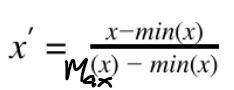 x' = x−min(x) / Max(x) − min(x)